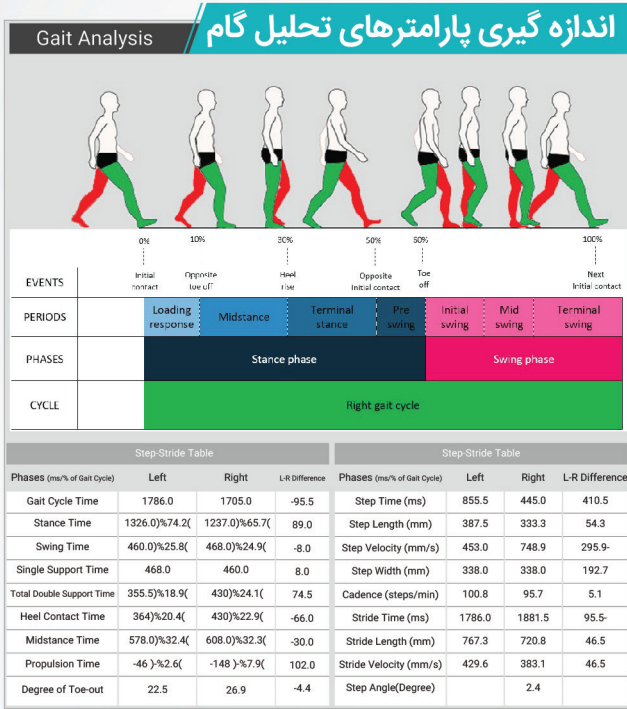 اندازه گیری پارامترهای تحلیل گام
Gait Analysis
0% 10% 30% 50% 60% 100%
EVENTS Initial contact Opposite toe off Heel rise Opposite Initial contact Toe off Next Initial contact
PERIODS Loading response Midstance Terminal stance Pre swing Initial swing Mid swing Terminal swing
PHASES Stance phase Swing phase
CYCLE Right gait cycle
Step-Stride Table
Phases (ms/% of Gait Cycle) Left Right L-R Difference
Gait Cycle Time 1786.0 1705.0 -95.5
Stance Time 1326.0)%74.2( 1237.0)%65.7( 89.0
Swing Time 460.0)%25.8( 468.0)%24.9( -8.0
Single Support Time 468.0 460.0 8.0
Total Double Support Time 355.5)%18.9( 430)%24.1( 74.5
Heel Contact Time 364)%20.4( 430)%22.9( -66.0
Midstance Time 578.0)%32.4( 608.0)%32.3( -30.0
Propulsion Time -46 )-%2.6( -148 )-%7.9( 102.0
Degree of Toe-out 22.5 26.9 -4.4
Step-Stride Table
Phases (ms/% of Gait Cycle) Left Right L-R Difference
Step Time (ms) 855.5 445.0 410.5
Step Length (mm) 387.5 333.3 54.3
Step Velocity (mm/s) 453.0 748.9 295.9-
Step Width (mm) 338.0 338.0 192.7
Cadence (steps/min) 100.8 95.7 5.1
Stride Time (ms) 1786.0 1881.5 95.5-
Stride Length (mm) 767.3 720.8 46.5
Stride Velocity (mm/s) 429.6 383.1 46.5
Step Angle(Degree) 2.4